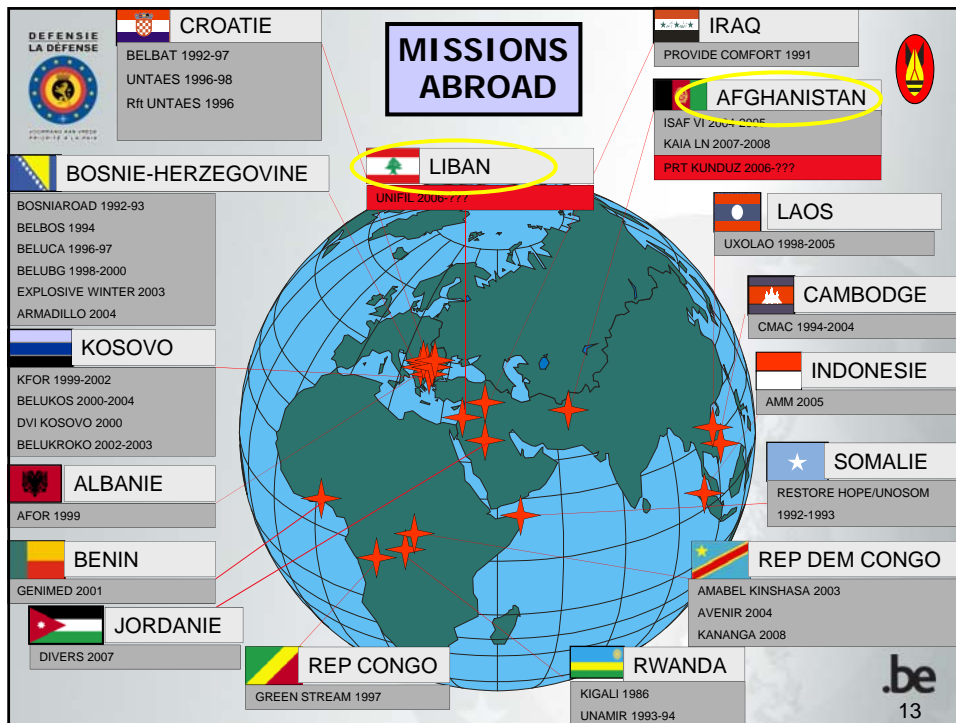 DEFENSIE
LA DÉFENSE
CROATIE
BELBAT 1992-97
UNTAES 1996-98
Rft UNTAES 1996
MISSIONS
ABROAD
IRAQ
PROVIDE COMFORT 1991
AFGHANISTAN
ISAF VI 2004-2005
KAIA LN 2007-2008
PRT KUNDUZ 2006-???
LIBAN
UNIFIL 2006-???
BOSNIE-HERZEGOVINE
BOSNIAROAD 1992-93
BELBOS 1994
BELUCA 1996-97
BELUBG 1998-2000
EXPLOSIVE WINTER 2003
ARMADILLO 2004
LAOS
UXOLAO 1998-2005
CAMBODGE
CMAC 1994-2004
KOSOVO
KFOR 1999-2002
BELUKOS 2000-2004
DVI KOSOVO 2000
BELUKROKO 2002-2003
INDONESIE
AMM 2005
ALBANIE
AFOR 1999
SOMALIE
RESTORE HOPE/UNOSOM
1992-1993
BENIN
GENIMED 2001
REP DEM CONGO
AMABEL KINSHASA 2003
AVENIR 2004
KANANGA 2008
JORDANIE
DIVERS 2007
REP CONGO
GREEN STREAM 1997
RWANDA
KIGALI 1986
UNAMIR 1993-94
.be
13